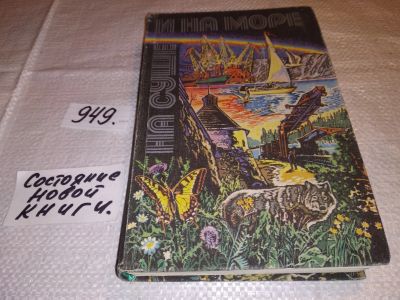 НА СУШЕ
И НА МОРЕ
949.
Состояние
Новой
книги.